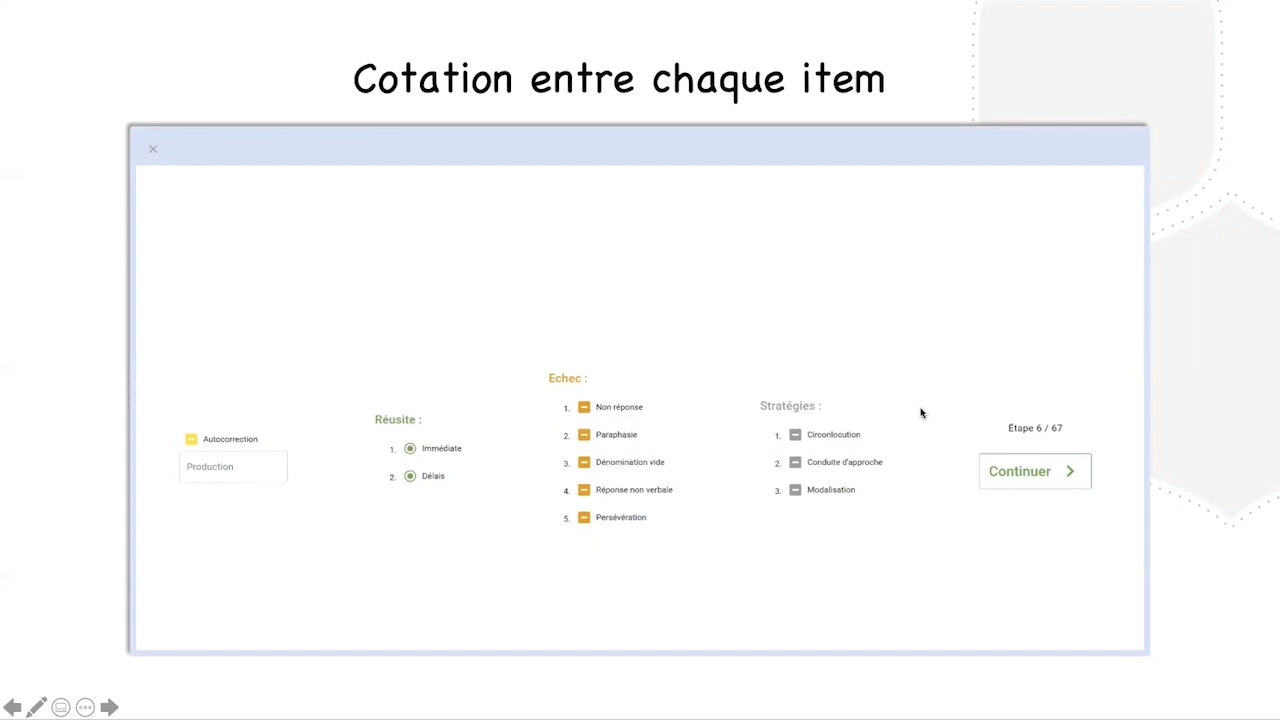 Cotation entre chaque item
Autocorrection
Production
Réusite :
1. Immédiate
2. Délais
Echec :
1. Non réponse
2. Paraphasie
3. Dénomination vide
4. Réponse non verbale
5. Persévération
Stratégies :
1. Circonlocution
2. Conduite d'approche
3. Modalisation
Étape 6 / 67
Continuer